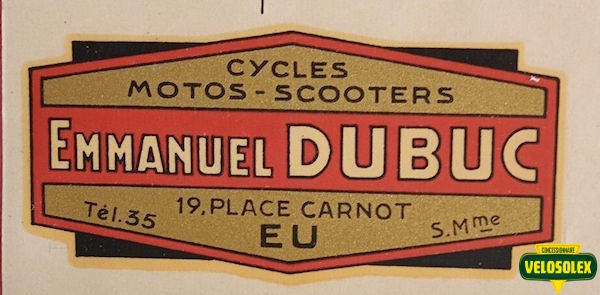 CYCLES
MOTOS - SCOOTERS
EMMANUEL DUBUC
Tél. 35
19, PLACE CARNOT
EU
S. Mme
CONCESSIONNAIRE
VELOSOLEX